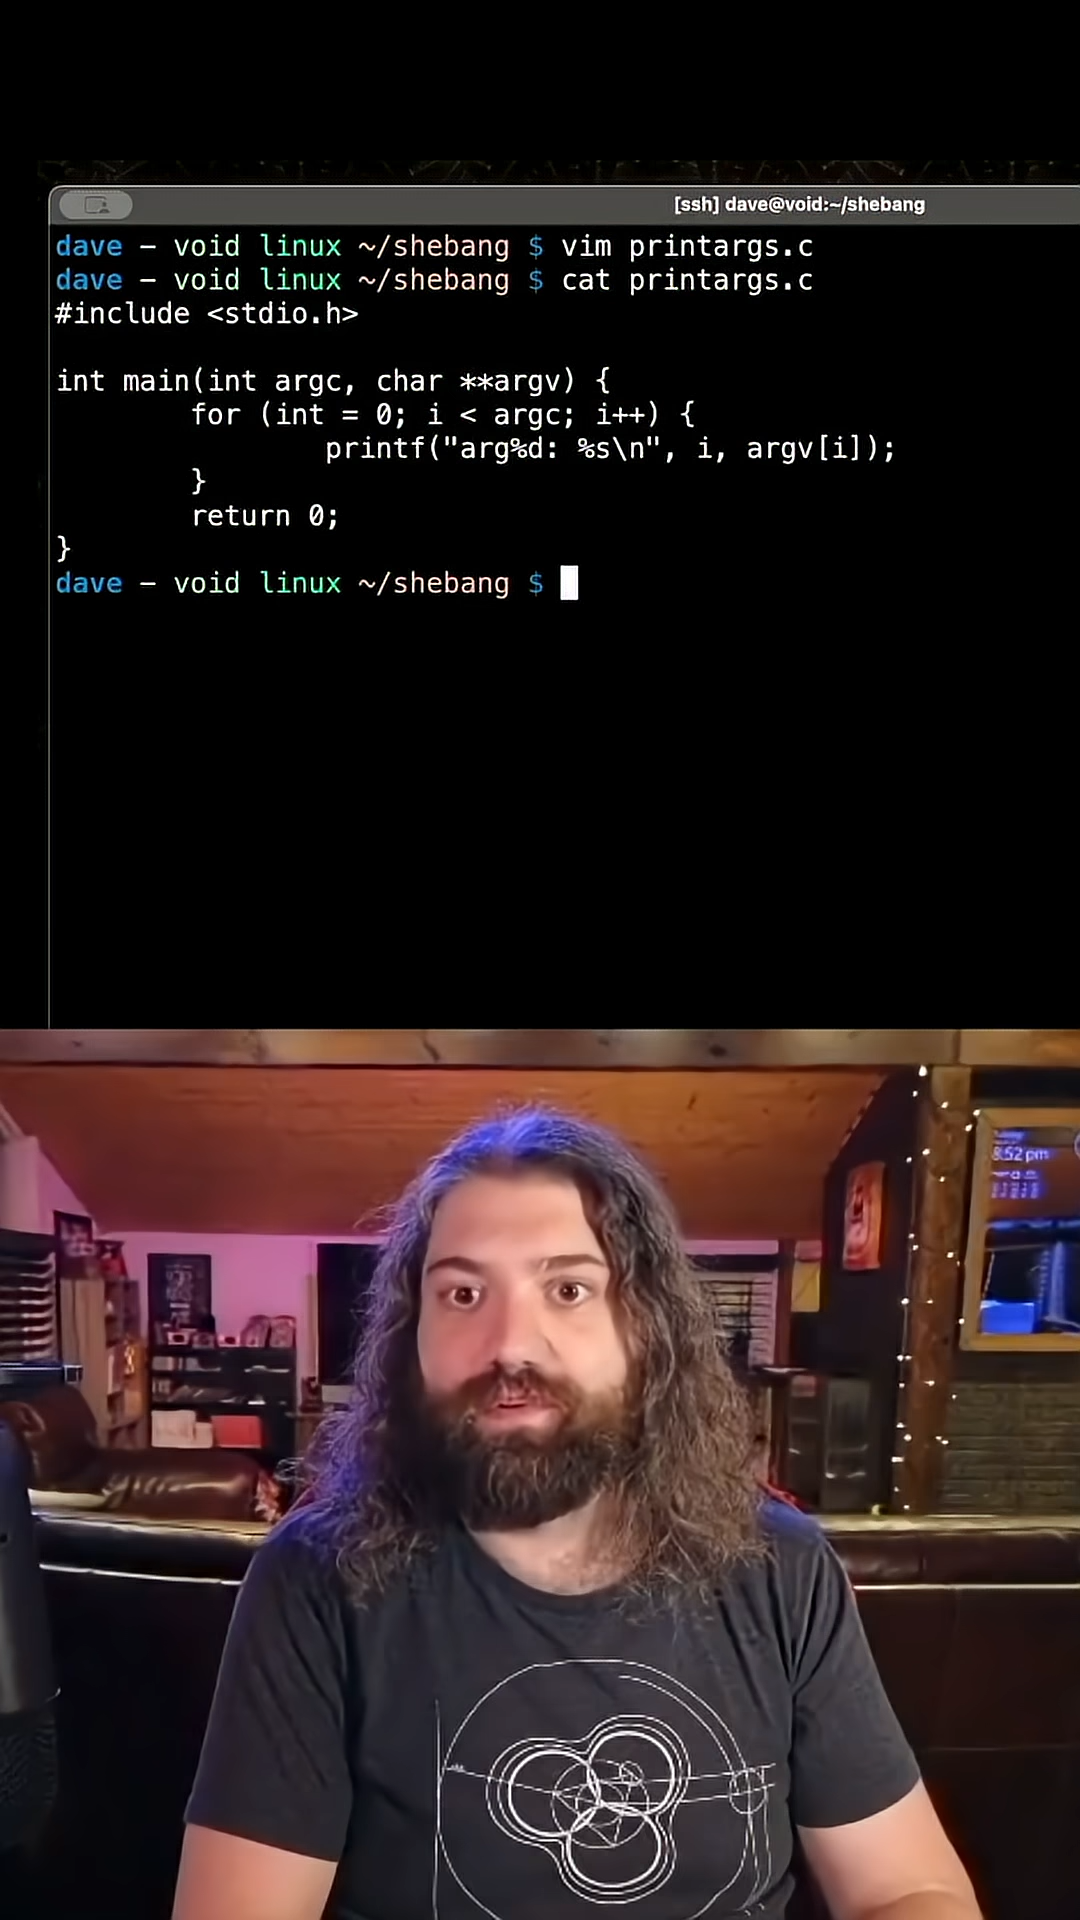 [ssh] dave@void:~/shebang
dave – void linux ~/shebang $ vim printargs.c
dave – void linux ~/shebang $ cat printargs.c
#include <stdio.h>
int main(int argc, char **argv) {
for (int = 0; i < argc; i++) {
printf("arg%d: %s\n", i, argv[i]);
}
return 0;
}
dave – void linux ~/shebang $
8:52 pm